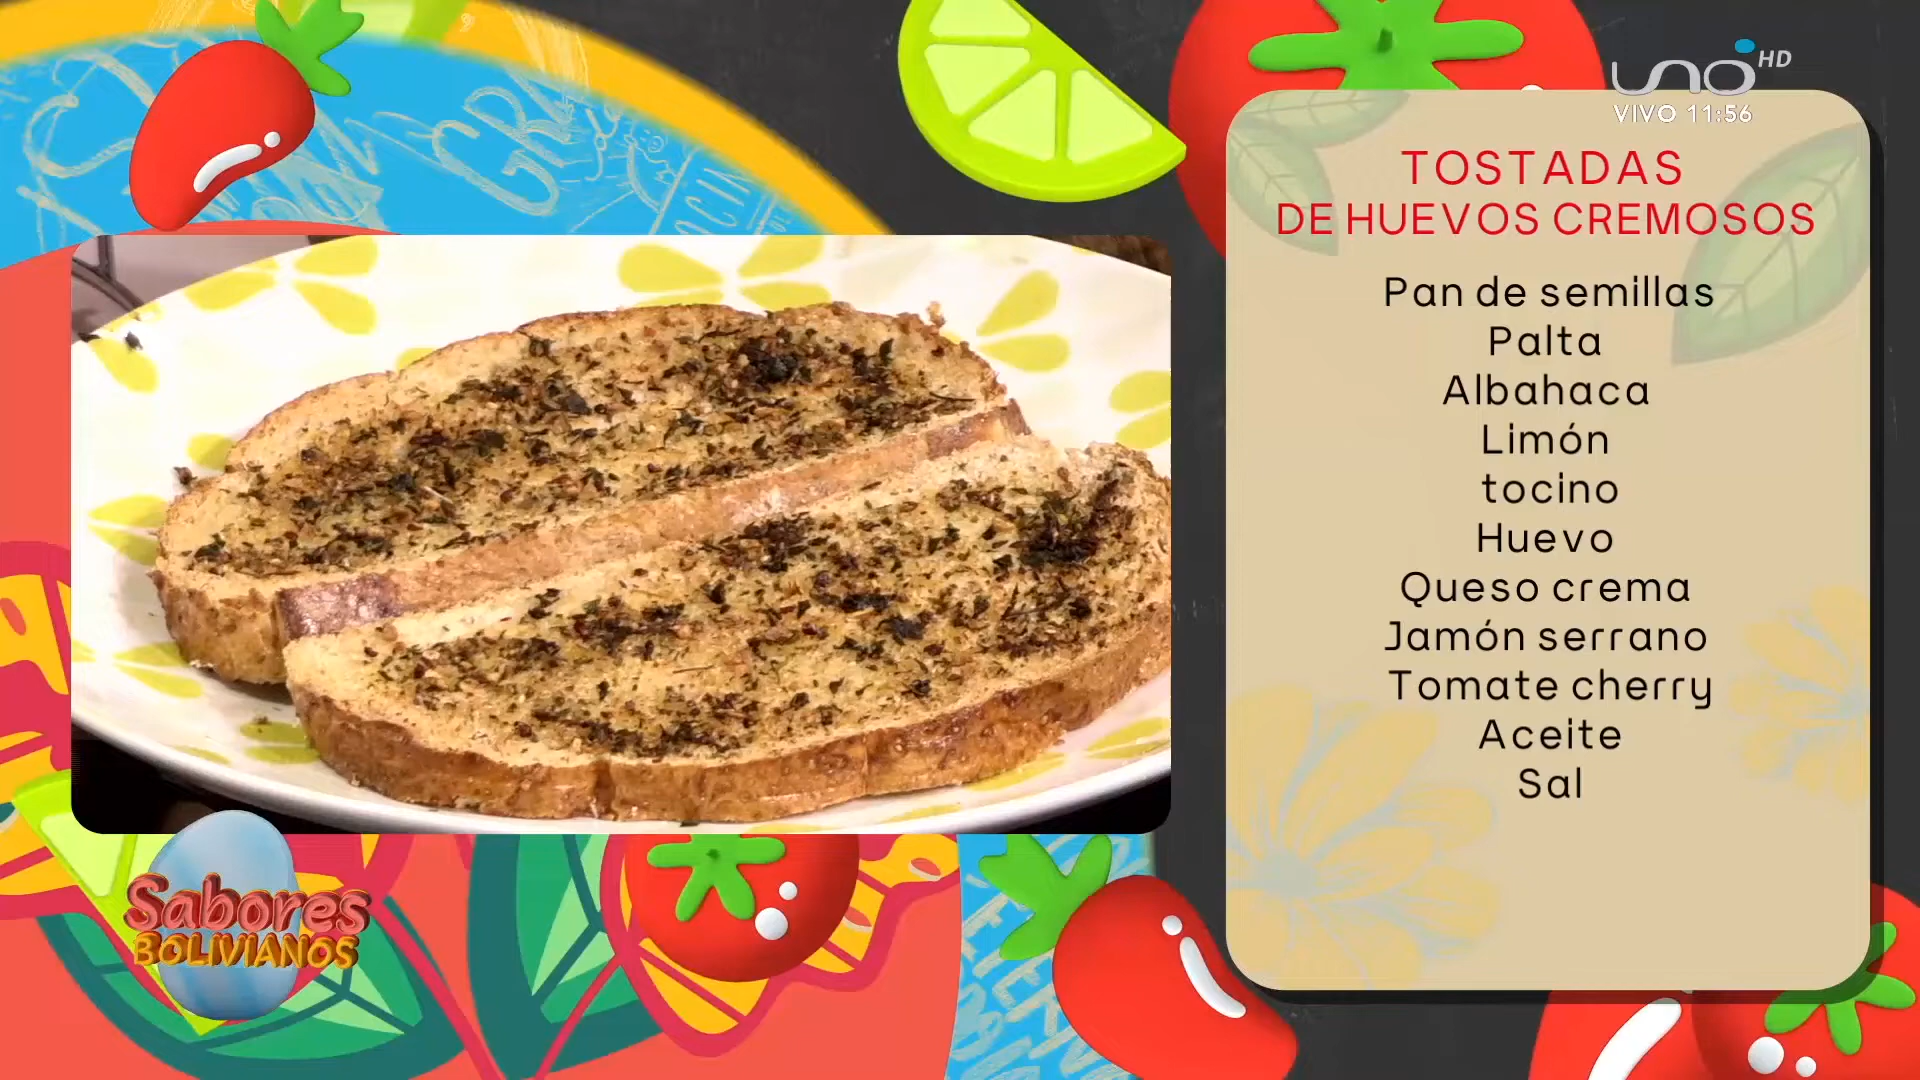 UNO HD
VIVO 11:56
TOSTADAS
DE HUEVOS CREMOSOS
Pan de semillas
Palta
Albahaca
Limón
tocino
Huevo
Queso crema
Jamón serrano
Tomate cherry
Aceite
Sal
Sabores
BOLIVIANOS